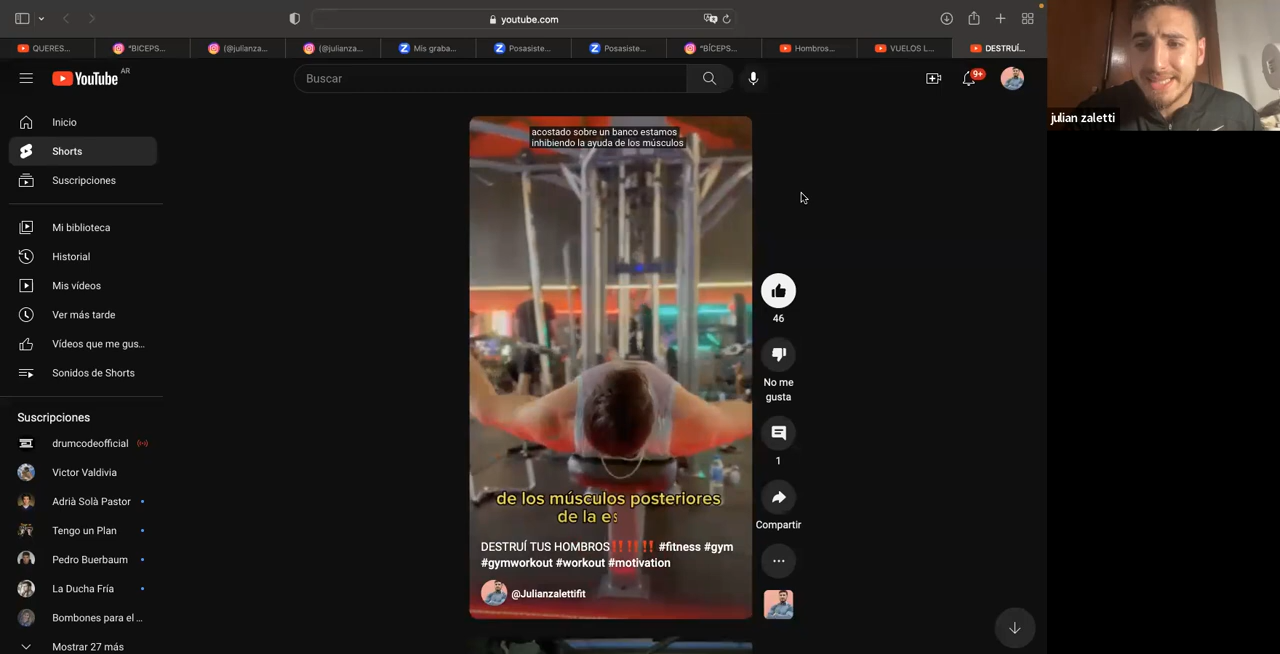 youtube.com
QUERES...
"BICEPS...
(@julianza...
(@julianza...
Mis graba...
Posasiste...
Posasiste...
"BÍCEPS...
Hombros...
VUELOS L...
DESTRUÍ...
YouTube AR
Buscar
9+
julian zaletti
Inicio
Shorts
Suscripciones
Mi biblioteca
Historial
Mis vídeos
Ver más tarde
Vídeos que me gus...
Sonidos de Shorts
Suscripciones
drumcodeofficial
Victor Valdivia
Adrià Solà Pastor
Tengo un Plan
Pedro Buerbaum
La Ducha Fría
Bombones para el ...
Mostrar 27 más
acostado sobre un banco estamos
inhibiendo la ayuda de los músculos
de los músculos posteriores
de la es
DESTRUÍ TUS HOMBROS‼️‼️‼️ #fitness #gym
#gymworkout #workout #motivation
@Julianzalettifit
46
No me
gusta
1
Compartir